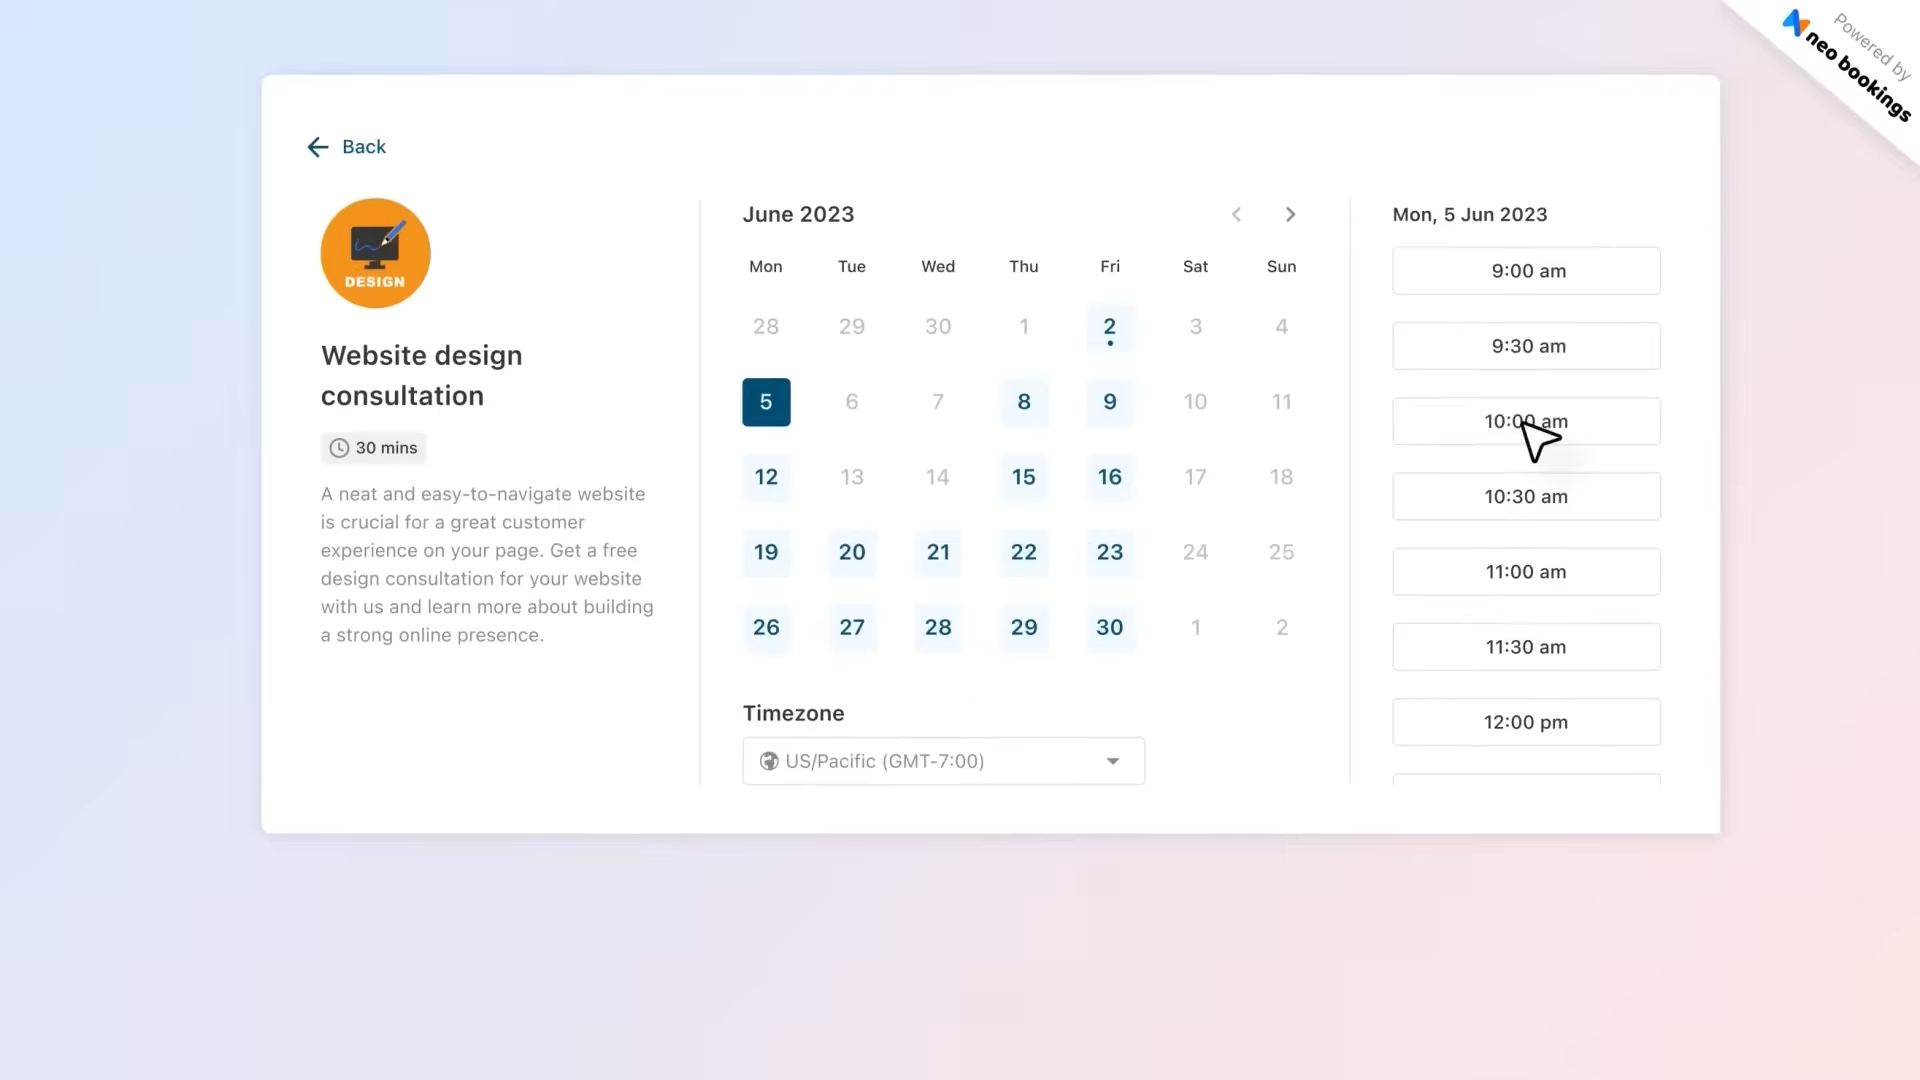 Powered by
neo bookings
Back
DESIGN
Website design
consultation
30 mins
A neat and easy-to-navigate website
is crucial for a great customer
experience on your page. Get a free
design consultation for your website
with us and learn more about building
a strong online presence.
June 2023
Mon Tue Wed Thu Fri Sat Sun
28 29 30 1 2 3 4
5 6 7 8 9 10 11
12 13 14 15 16 17 18
19 20 21 22 23 24 25
26 27 28 29 30 1 2
Timezone
US/Pacific (GMT-7:00)
Mon, 5 Jun 2023
9:00 am
9:30 am
10:00 am
10:30 am
11:00 am
11:30 am
12:00 pm